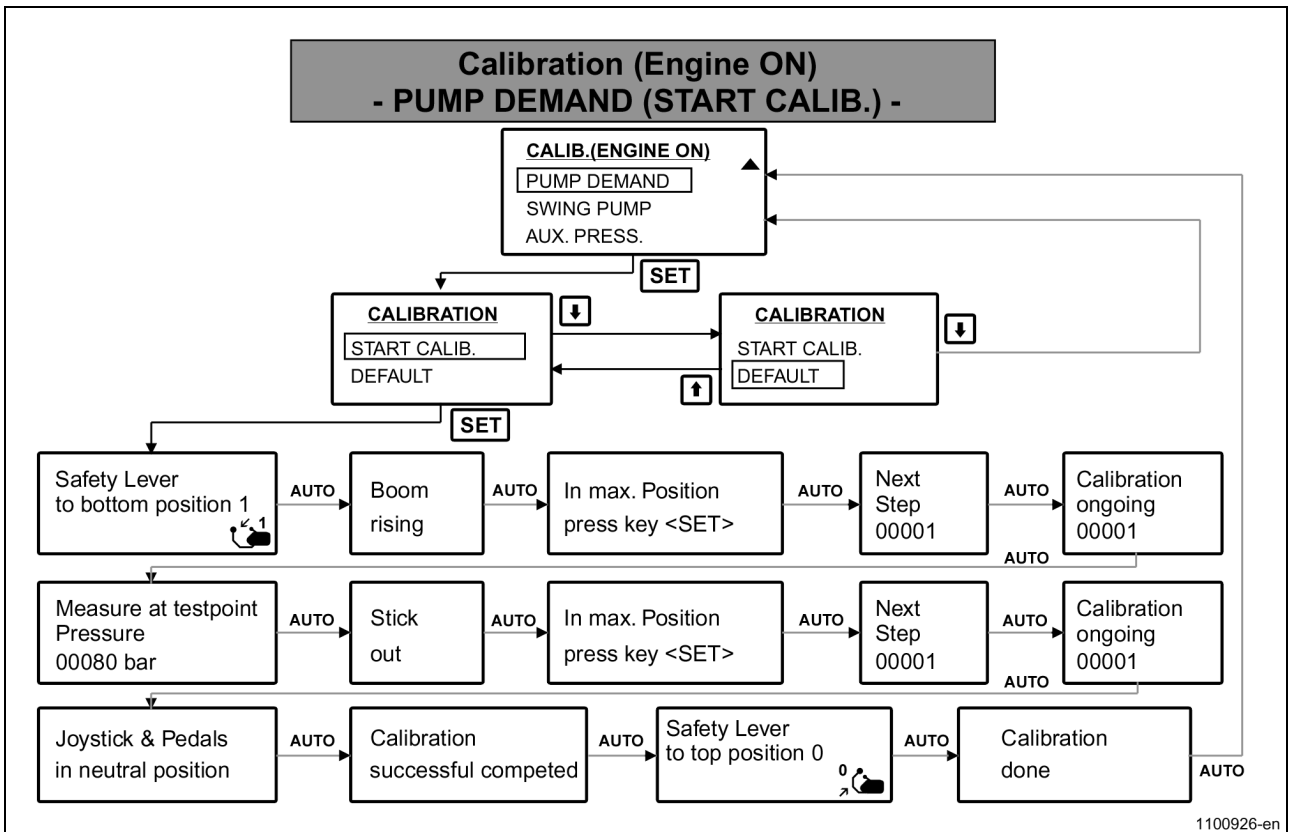 Calibration (Engine ON)
- PUMP DEMAND (START CALIB.) -
CALIB.(ENGINE ON)
PUMP DEMAND
SWING PUMP
AUX. PRESS.
SET
CALIBRATION
START CALIB.
DEFAULT
CALIBRATION
START CALIB.
DEFAULT
SET
Safety Lever
to bottom position 1
1
AUTO
Boom
rising
AUTO
In max. Position
press key <SET>
AUTO
Next
Step
00001
AUTO
Calibration
ongoing
00001
AUTO
Measure at testpoint
Pressure
00080 bar
AUTO
Stick
out
AUTO
In max. Position
press key <SET>
AUTO
Next
Step
00001
AUTO
Calibration
ongoing
00001
AUTO
Joystick & Pedals
in neutral position
AUTO
Calibration
successful competed
AUTO
Safety Lever
to top position 0
0
AUTO
Calibration
done
AUTO
1100926-en